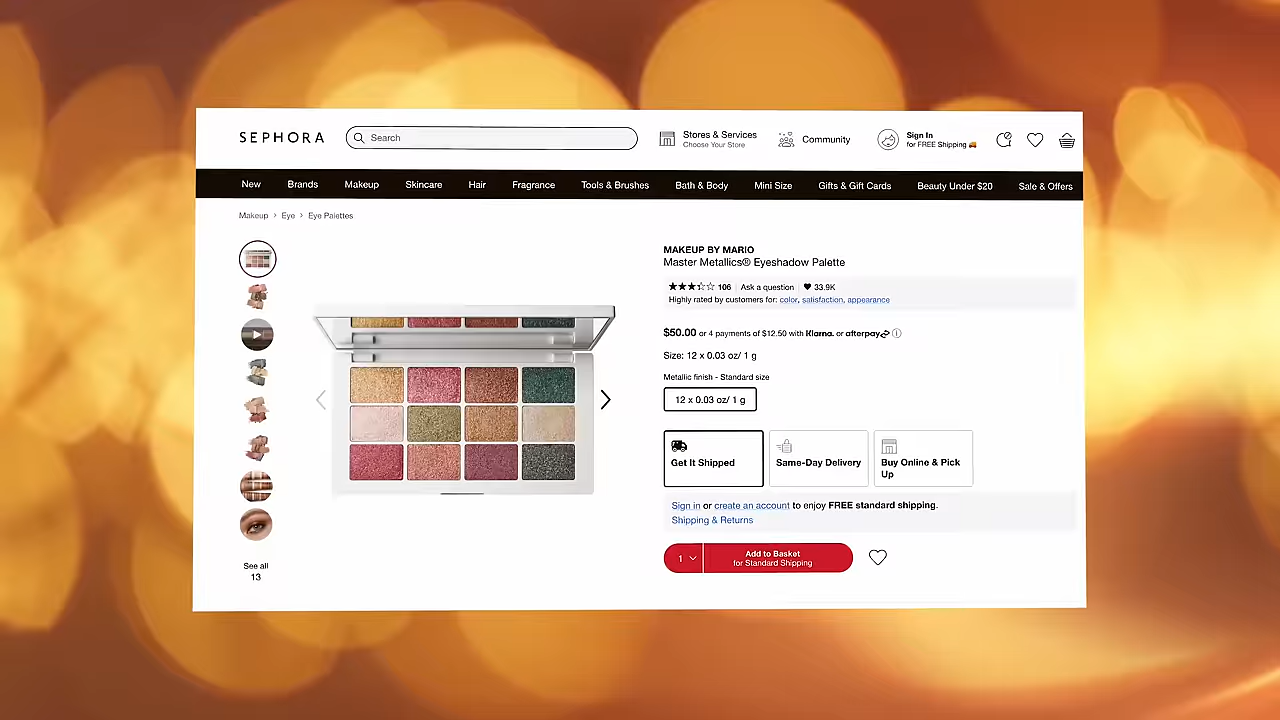 SEPHORA
Search
Stores & Services
Choose Your Store
Community
Sign In
for FREE Shipping 🚚
New Brands Makeup Skincare Hair Fragrance Tools & Brushes Bath & Body Mini Size Gifts & Gift Cards Beauty Under $20 Sale & Offers
Makeup > Eye > Eye Palettes
MAKEUP BY MARIO
Master Metallics® Eyeshadow Palette
★★★☆☆ 106 | Ask a question | ♥ 33.9K
Highly rated by customers for: color, satisfaction, appearance
$50.00 or 4 payments of $12.50 with Klarna. or afterpay
Size: 12 x 0.03 oz/ 1 g
Metallic finish - Standard size
12 x 0.03 oz/ 1 g
Get It Shipped
Same-Day Delivery
Buy Online & Pick
Up
Sign in or create an account to enjoy FREE standard shipping.
Shipping & Returns
1
Add to Basket
for Standard Shipping
See all
13